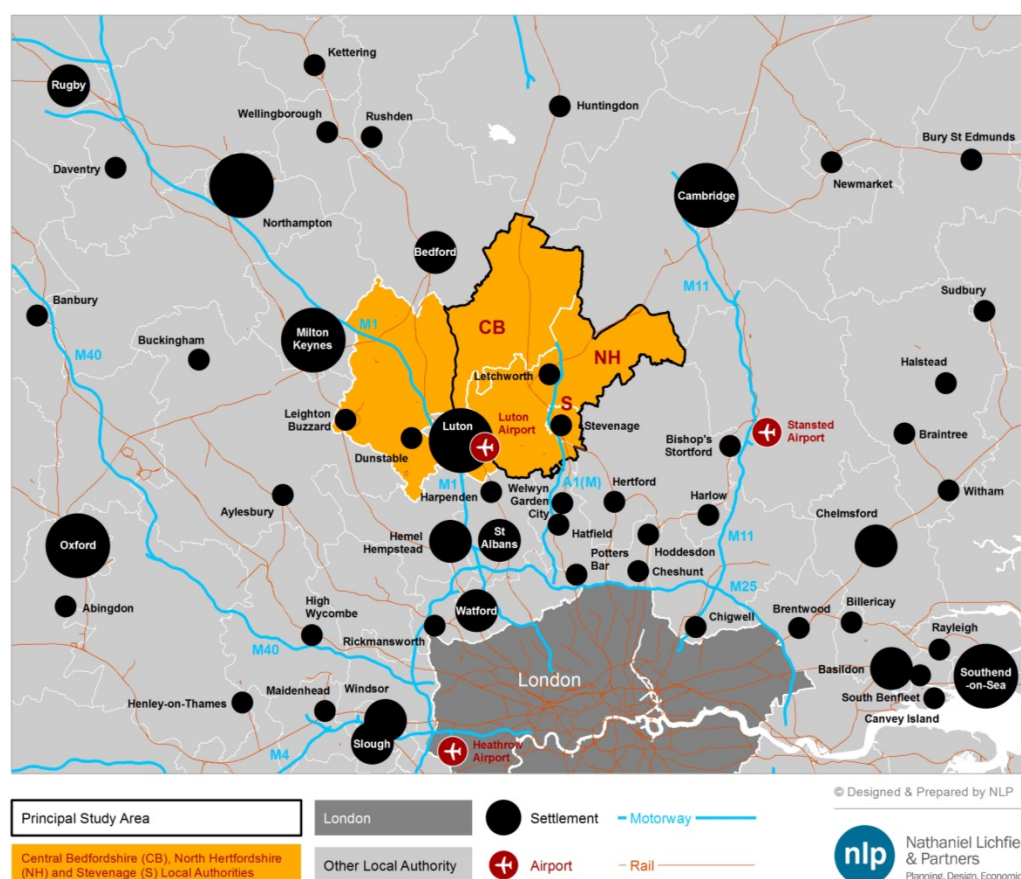 Kettering
Rugby
Huntingdon
Wellingborough
Rushden
Bury St Edmunds
Daventry
Newmarket
Cambridge
Northampton
Bedford
M11
Sudbury
Banbury
M1
CB
Milton
Keynes
Buckingham
M40
NH
Halstead
Letchworth
S
Leighton
Buzzard
Luton
Luton
Airport
Stevenage
Stansted
Airport
Bishop's
Stortford
Braintree
Dunstable
M1
Harpenden
Welwyn
Garden
City
A1(M)
Hertford
Harlow
Witham
Aylesbury
Chelmsford
Oxford
Hemel
Hempstead
St
Albans
Hatfield
Hoddesdon
M11
Potters
Bar
Cheshunt
M25
Abingdon
High
Wycombe
Watford
Brentwood
Billericay
Rickmansworth
Chigwell
Rayleigh
M40
London
Basildon
Southend
-on-Sea
Maidenhead
Windsor
Henley-on-Thames
South Benfleet
Canvey Island
Slough
M4
Heathrow
Airport
© Designed & Prepared by NLP
Principal Study Area
London
Settlement
Motorway
Central Bedfordshire (CB), North Hertfordshire
(NH) and Stevenage (S) Local Authorities
Other Local Authority
Airport
Rail
nlp
Nathaniel Lichfie
& Partners
Planning, Design, Economic